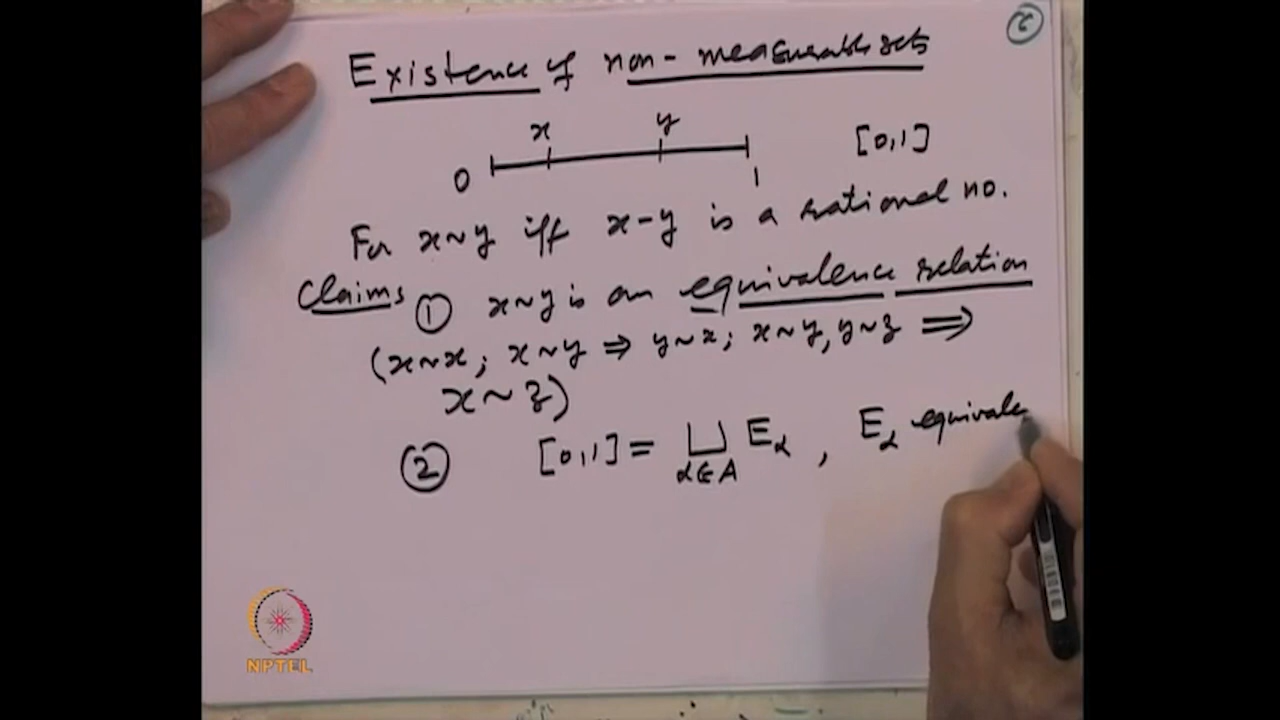 Existence of non-measurable sets
x y
0 1 [0,1]
For x~y iff x-y is a rational no.
Claims ① x~y is an equivalence relation
(x~x; x~y ⇒ y~x; x~y, y~z ⇒
x~z)
② [0,1] = ⊔ E_α , E_α equivale
α∈A
NPTEL